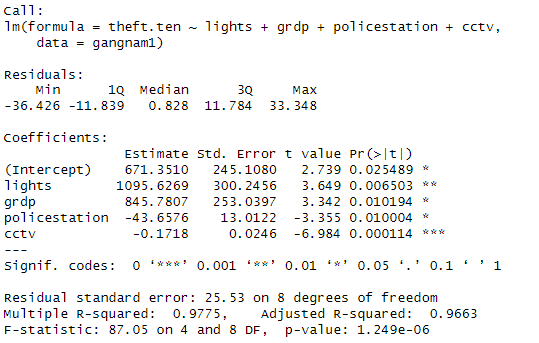 Call:
lm(formula = theft.ten ~ lights + grdp + policestation + cctv,
    data = gangnam1)
Residuals:
    Min      1Q  Median      3Q     Max
-36.426 -11.839   0.828  11.784  33.348
Coefficients:
                Estimate Std. Error t value Pr(>|t|)
(Intercept)     671.3510   245.1080   2.739 0.025489 *
lights         1095.6269   300.2456   3.649 0.006503 **
grdp            845.7807   253.0397   3.342 0.010194 *
policestation   -43.6576    13.0122  -3.355 0.010004 *
cctv             -0.1718     0.0246  -6.984 0.000114 ***
---
Signif. codes:  0 ‘***’ 0.001 ‘**’ 0.01 ‘*’ 0.05 ‘.’ 0.1 ‘ ’ 1
Residual standard error: 25.53 on 8 degrees of freedom
Multiple R-squared:  0.9775,    Adjusted R-squared:  0.9663
F-statistic: 87.05 on 4 and 8 DF,  p-value: 1.249e-06